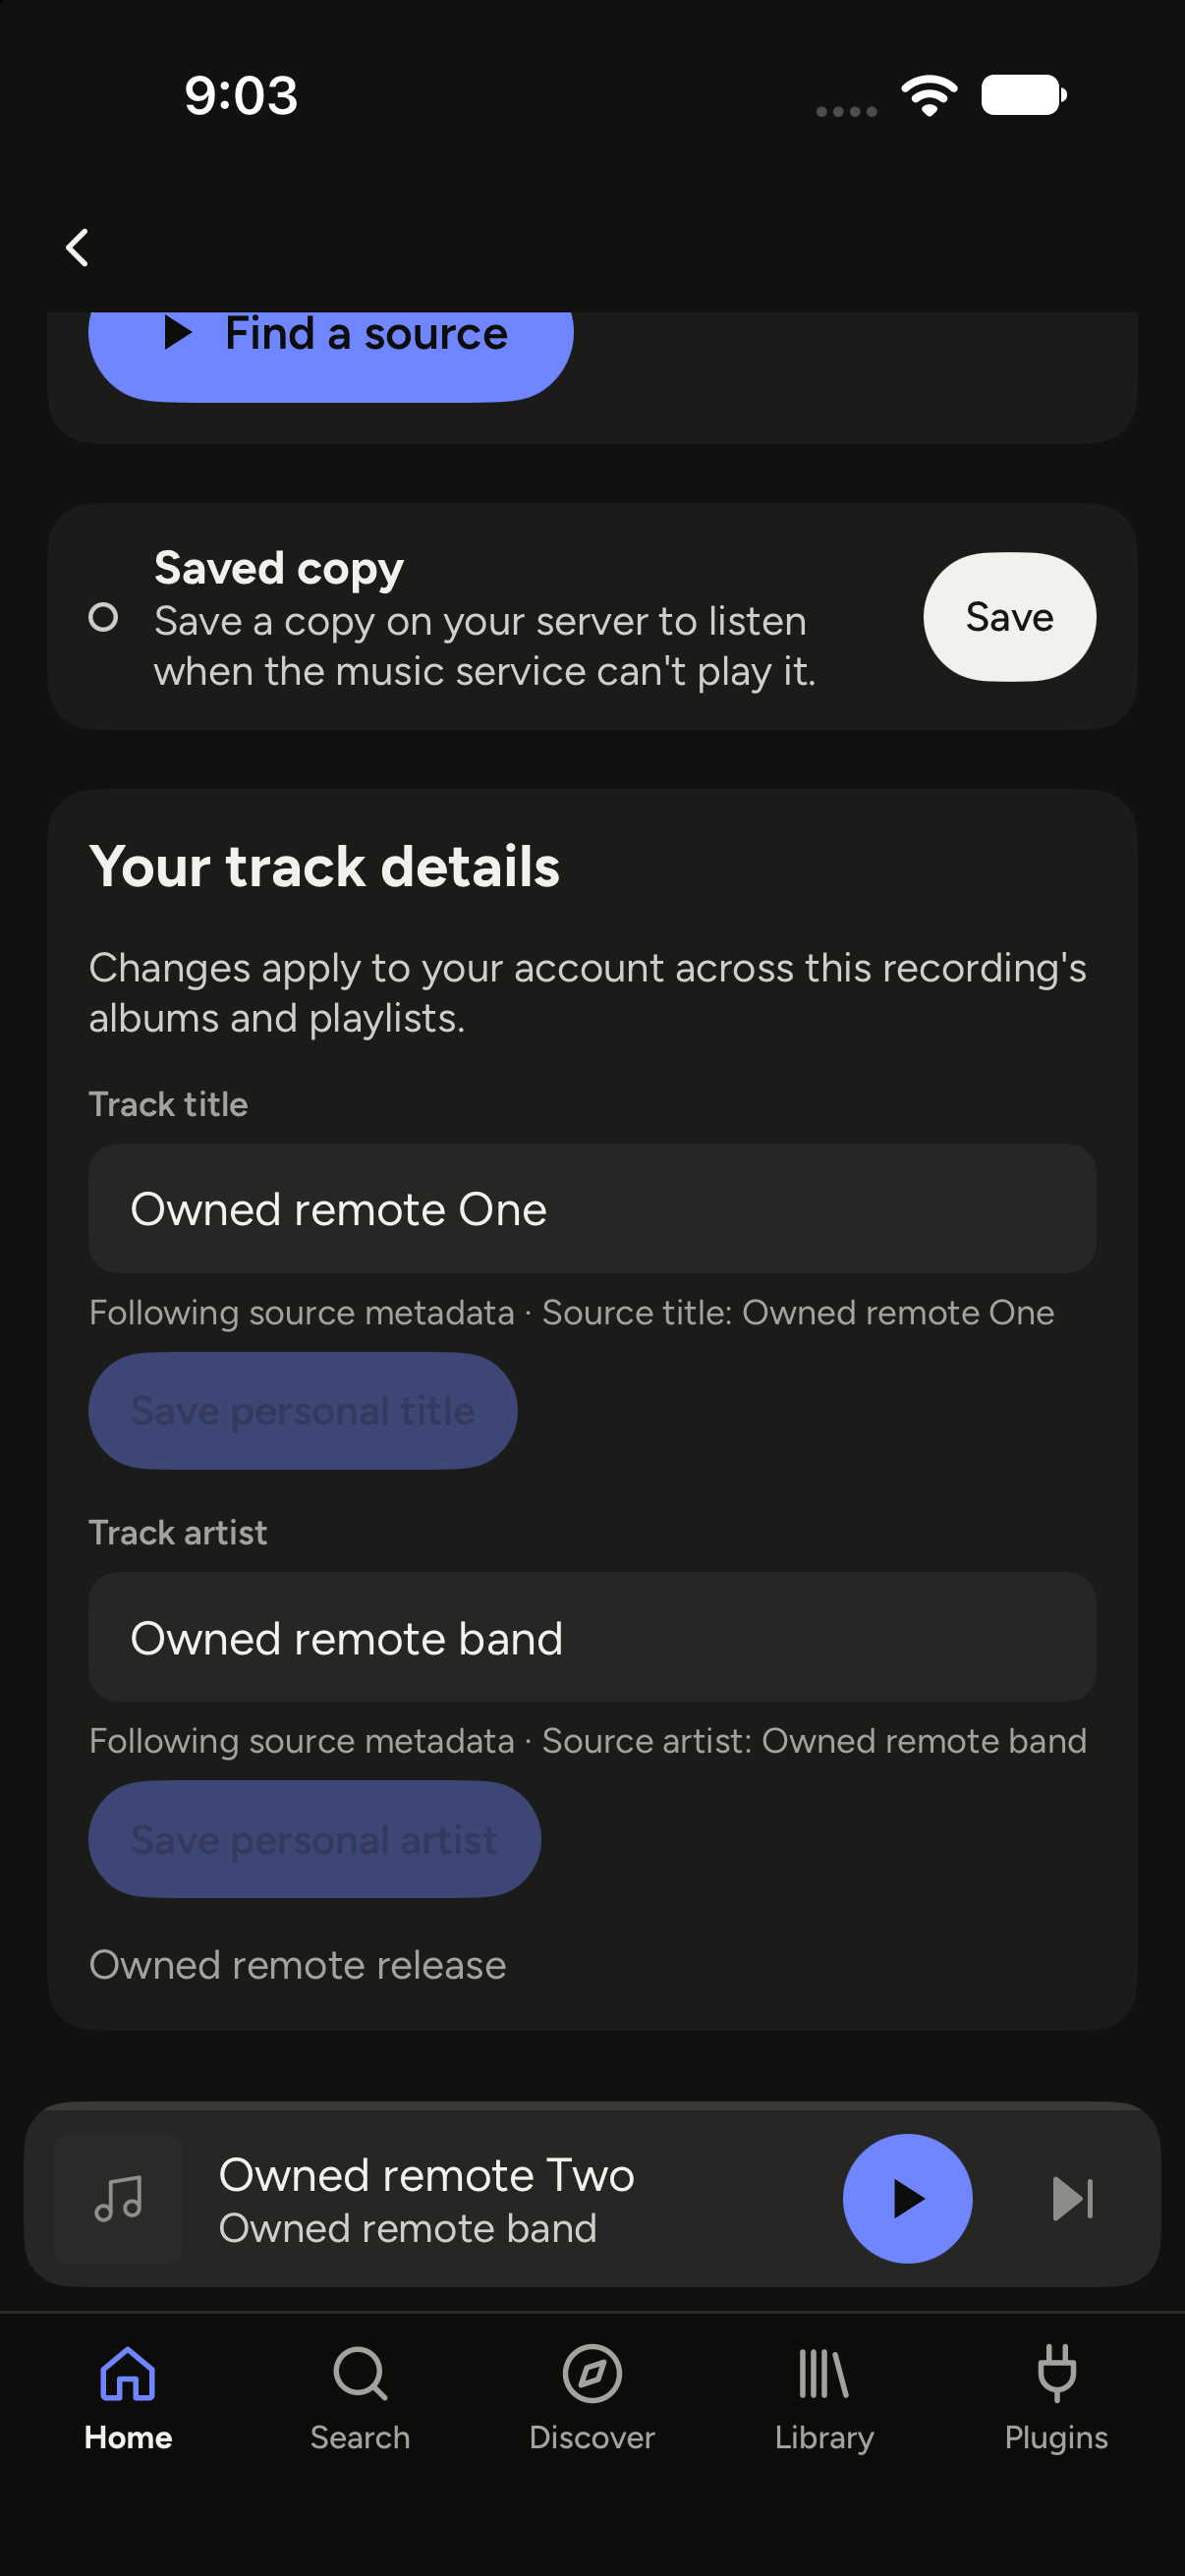 9:03
Find a source
Saved copy
Save a copy on your server to listen
when the music service can't play it.
Save
Your track details
Changes apply to your account across this recording's
albums and playlists.
Track title
Owned remote One
Following source metadata · Source title: Owned remote One
Save personal title
Track artist
Owned remote band
Following source metadata · Source artist: Owned remote band
Save personal artist
Owned remote release
Owned remote Two
Owned remote band
Home
Search
Discover
Library
Plugins